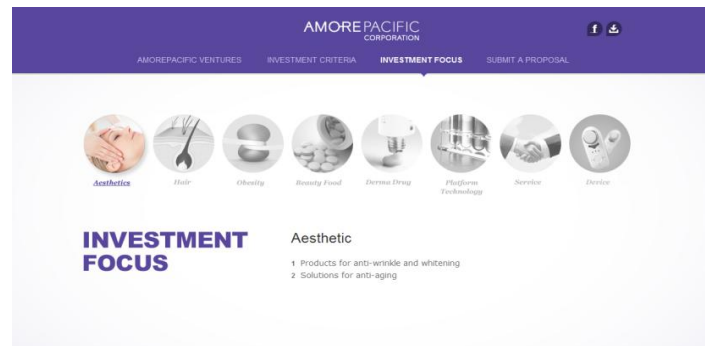 AMOREPACIFIC
CORPORATION
AMOREPACIFIC VENTURES INVESTMENT CRITERIA INVESTMENT FOCUS SUBMIT A PROPOSAL
Aesthetics Hair Obesity Beauty Food Derma Drug Platform Technology Service Device
INVESTMENT
FOCUS
Aesthetic
1 Products for anti-wrinkle and whitening
2 Solutions for anti-aging